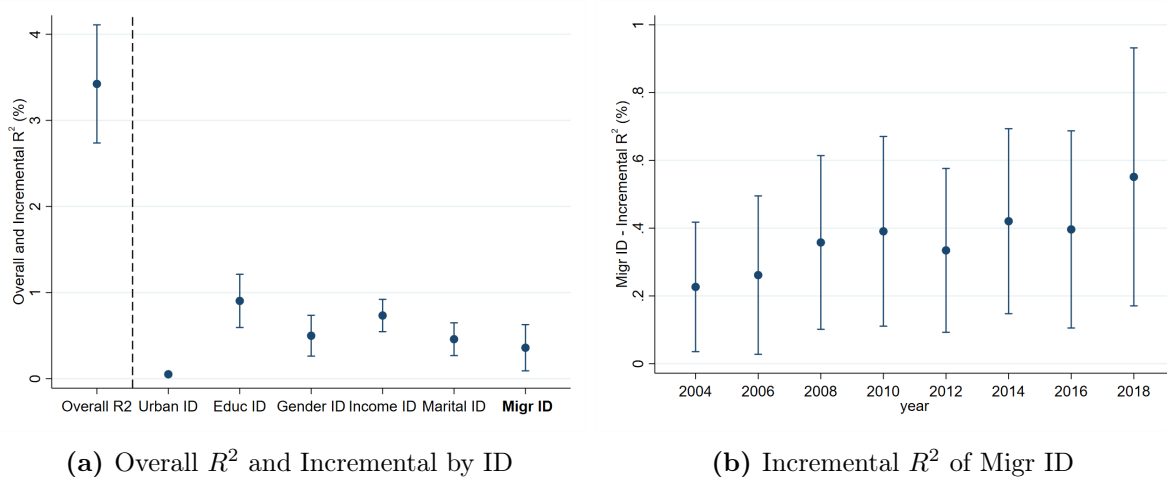 Overall and Incremental R² (%)
4
3
2
1
0
Overall R2 Urban ID Educ ID Gender ID Income ID Marital ID Migr ID
(a) Overall R² and Incremental by ID
Migr ID - Incremental R² (%)
1
.8
.6
.4
.2
0
2004 2006 2008 2010 2012 2014 2016 2018
year
(b) Incremental R² of Migr ID